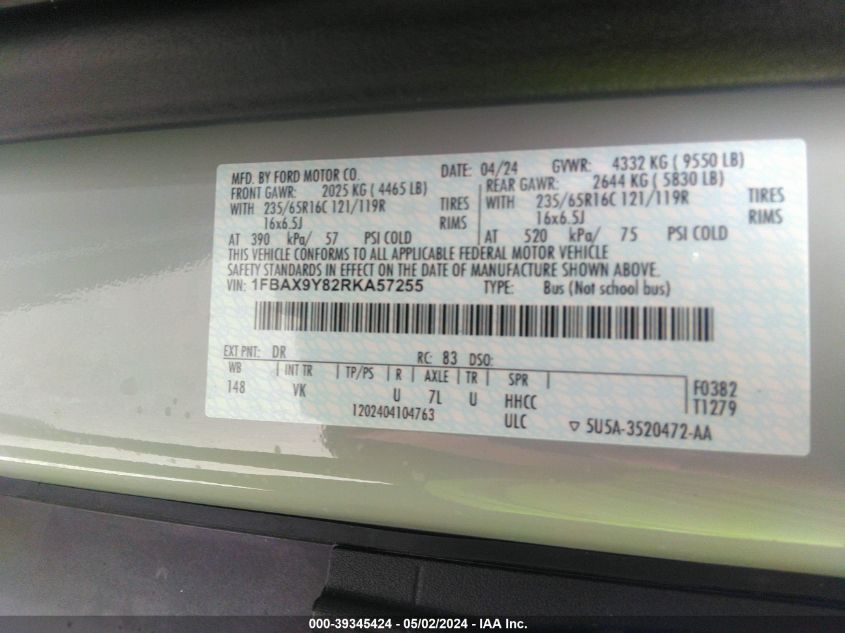 MFD. BY FORD MOTOR CO. DATE: 04/24 GVWR: 4332 KG ( 9550 LB)
FRONT GAWR: 2025 KG ( 4465 LB) REAR GAWR: 2644 KG ( 5830 LB)
WITH 235/65R16C 121/119R TIRES WITH 235/65R16C 121/119R TIRES
16x6.5J RIMS 16x6.5J RIMS
AT 390 kPa/ 57 PSI COLD AT 520 kPa/ 75 PSI COLD
THIS VEHICLE CONFORMS TO ALL APPLICABLE FEDERAL MOTOR VEHICLE
SAFETY STANDARDS IN EFFECT ON THE DATE OF MANUFACTURE SHOWN ABOVE.
VIN: 1FBAX9Y82RKA57255 TYPE: Bus (Not school bus)
EXT PNT: DR RC: 83 DSO:
WB INT TR TP/PS R AXLE TR SPR F0382
148 VK U 7L U HHCC T1279
1202404104763 ULC 5U5A-3520472-AA
000-39345424 - 05/02/2024 - IAA Inc.